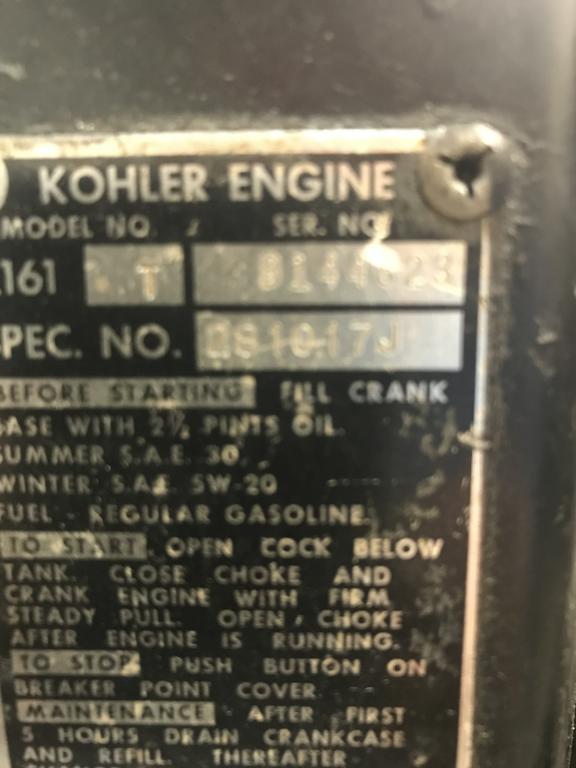 KOHLER ENGINE
MODEL NO. SER. NO.
161 T
PEC. NO. 1017J
BEFORE STARTING FILL CRANK
BASE WITH 2½ PINTS OIL.
SUMMER S.A.E. 30.
WINTER S.A.E. 5W-20
FUEL - REGULAR GASOLINE.
TO START. OPEN COCK BELOW
TANK. CLOSE CHOKE AND
CRANK ENGINE WITH FIRM
STEADY PULL. OPEN CHOKE
AFTER ENGINE IS RUNNING.
TO STOP. PUSH BUTTON ON
BREAKER POINT COVER
MAINTENANCE AFTER FIRST
5 HOURS DRAIN CRANKCASE
AND REFILL. THEREAFTER